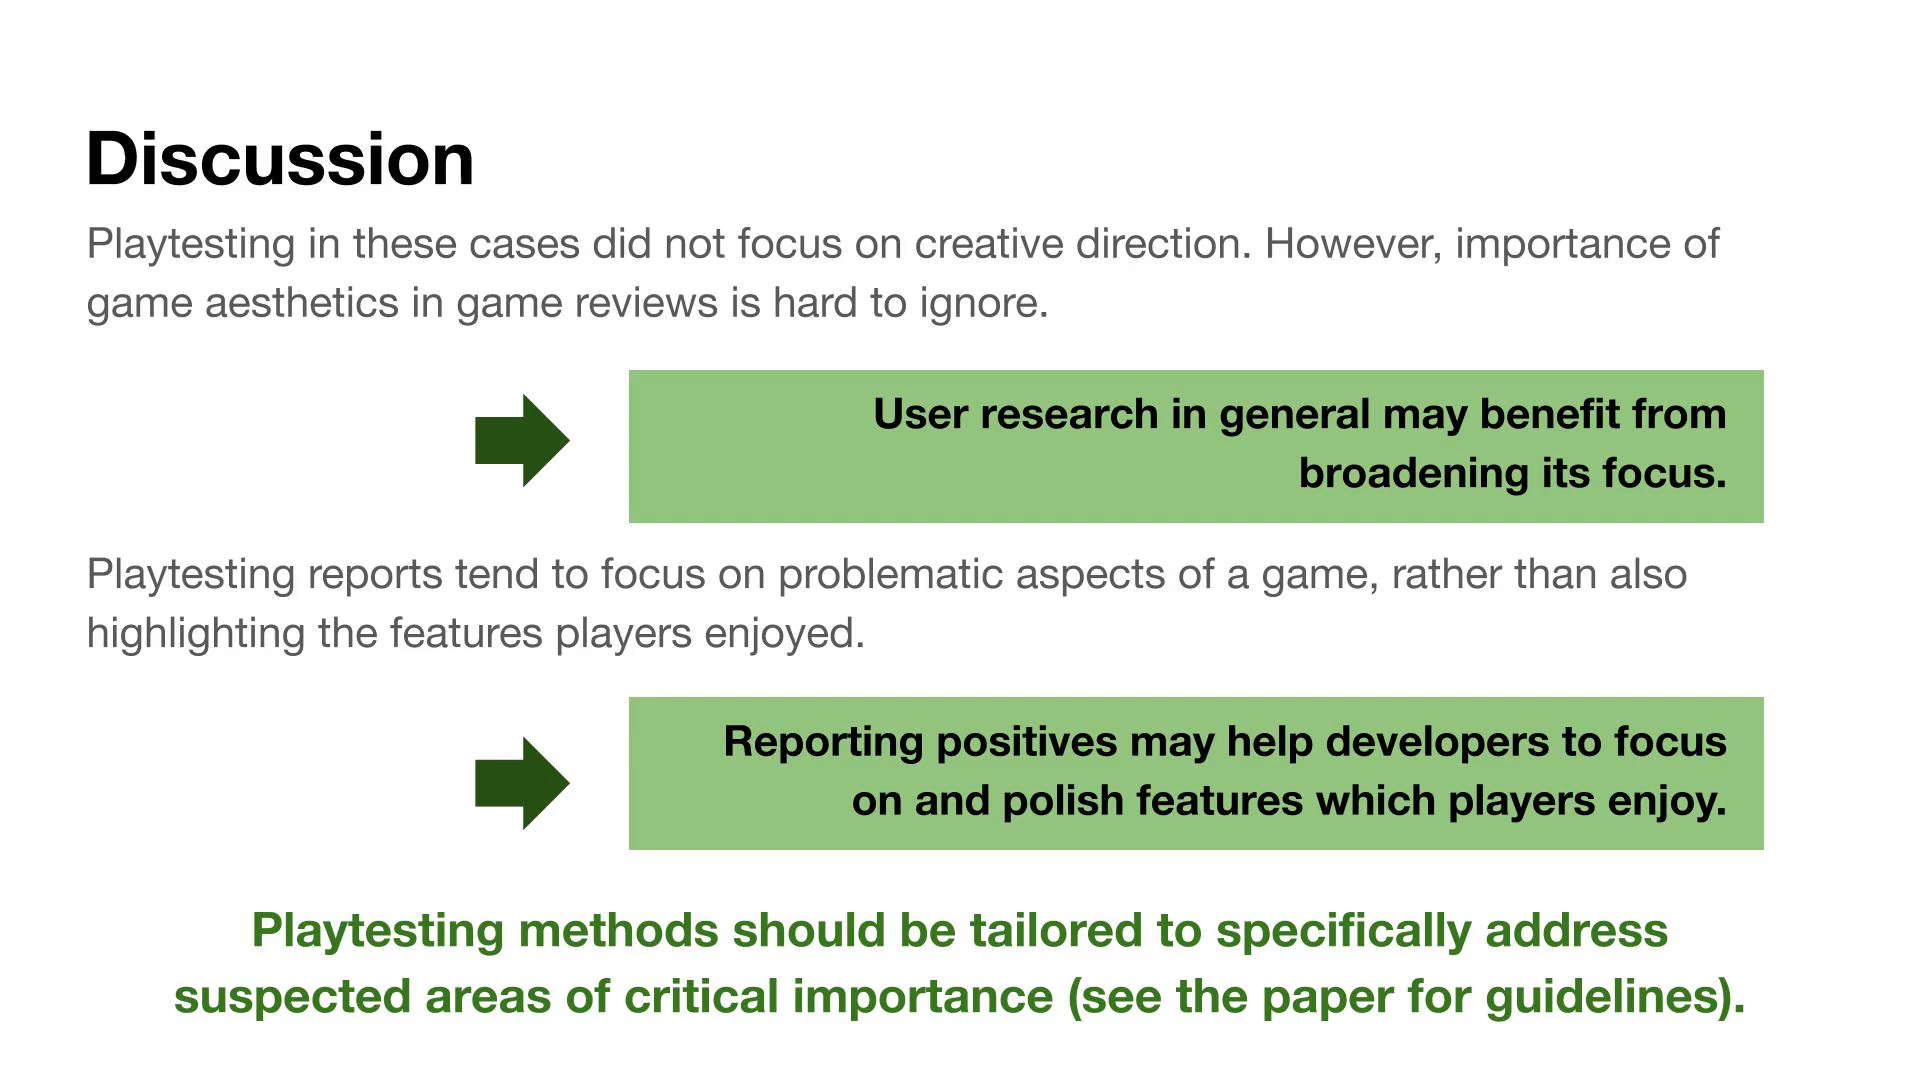 Discussion
Playtesting in these cases did not focus on creative direction. However, importance of
game aesthetics in game reviews is hard to ignore.
User research in general may benefit from
broadening its focus.
Playtesting reports tend to focus on problematic aspects of a game, rather than also
highlighting the features players enjoyed.
Reporting positives may help developers to focus
on and polish features which players enjoy.
Playtesting methods should be tailored to specifically address
suspected areas of critical importance (see the paper for guidelines).